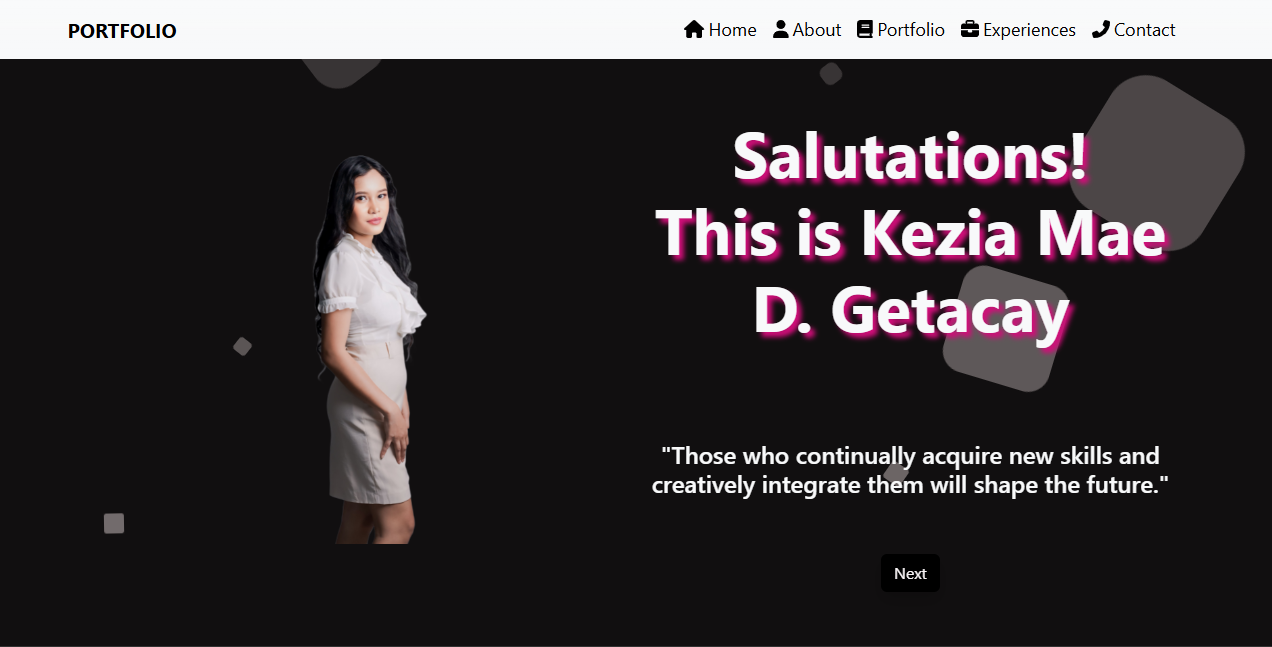 PORTFOLIO
Home About Portfolio Experiences Contact
Salutations!
This is Kezia Mae
D. Getacay
"Those who continually acquire new skills and
creatively integrate them will shape the future."
Next